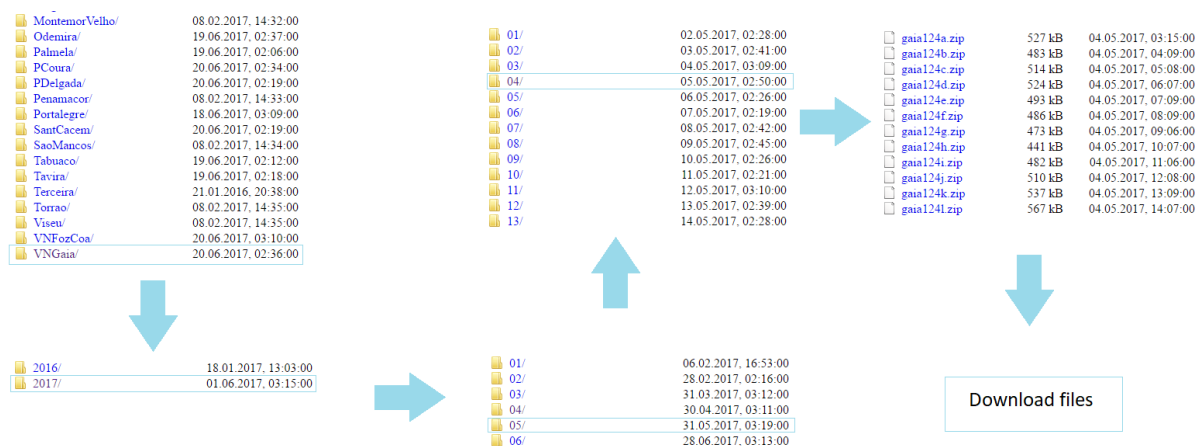 MontemorVelho/ 08.02.2017, 14:32:00
Odemira/ 19.06.2017, 02:37:00
Palmela/ 19.06.2017, 02:06:00
PCoura/ 20.06.2017, 02:34:00
PDelgada/ 20.06.2017, 02:19:00
Penamacor/ 08.02.2017, 14:33:00
Portalegre/ 18.06.2017, 03:09:00
SantCacem/ 20.06.2017, 02:19:00
SaoMancos/ 08.02.2017, 14:34:00
Tabuaco/ 19.06.2017, 02:12:00
Tavira/ 19.06.2017, 02:18:00
Terceira/ 21.01.2016, 20:38:00
Torrao/ 08.02.2017, 14:35:00
Viseu/ 08.02.2017, 14:35:00
VNFozCoa/ 20.06.2017, 03:10:00
VNGaia/ 20.06.2017, 02:36:00
2016/ 18.01.2017, 13:03:00
2017/ 01.06.2017, 03:15:00
01/ 06.02.2017, 16:53:00
02/ 28.02.2017, 02:16:00
03/ 31.03.2017, 03:12:00
04/ 30.04.2017, 03:11:00
05/ 31.05.2017, 03:19:00
06/ 28.06.2017, 03:13:00
01/ 02.05.2017, 02:28:00
02/ 03.05.2017, 02:41:00
03/ 04.05.2017, 03:09:00
04/ 05.05.2017, 02:50:00
05/ 06.05.2017, 02:26:00
06/ 07.05.2017, 02:19:00
07/ 08.05.2017, 02:42:00
08/ 09.05.2017, 02:45:00
09/ 10.05.2017, 02:26:00
10/ 11.05.2017, 02:21:00
11/ 12.05.2017, 03:10:00
12/ 13.05.2017, 02:39:00
13/ 14.05.2017, 02:28:00
gaia124a.zip 527 kB 04.05.2017, 03:15:00
gaia124b.zip 483 kB 04.05.2017, 04:09:00
gaia124c.zip 514 kB 04.05.2017, 05:08:00
gaia124d.zip 524 kB 04.05.2017, 06:07:00
gaia124e.zip 493 kB 04.05.2017, 07:09:00
gaia124f.zip 486 kB 04.05.2017, 08:09:00
gaia124g.zip 473 kB 04.05.2017, 09:06:00
gaia124h.zip 441 kB 04.05.2017, 10:07:00
gaia124i.zip 482 kB 04.05.2017, 11:06:00
gaia124j.zip 510 kB 04.05.2017, 12:08:00
gaia124k.zip 537 kB 04.05.2017, 13:09:00
gaia124l.zip 567 kB 04.05.2017, 14:07:00
Download files